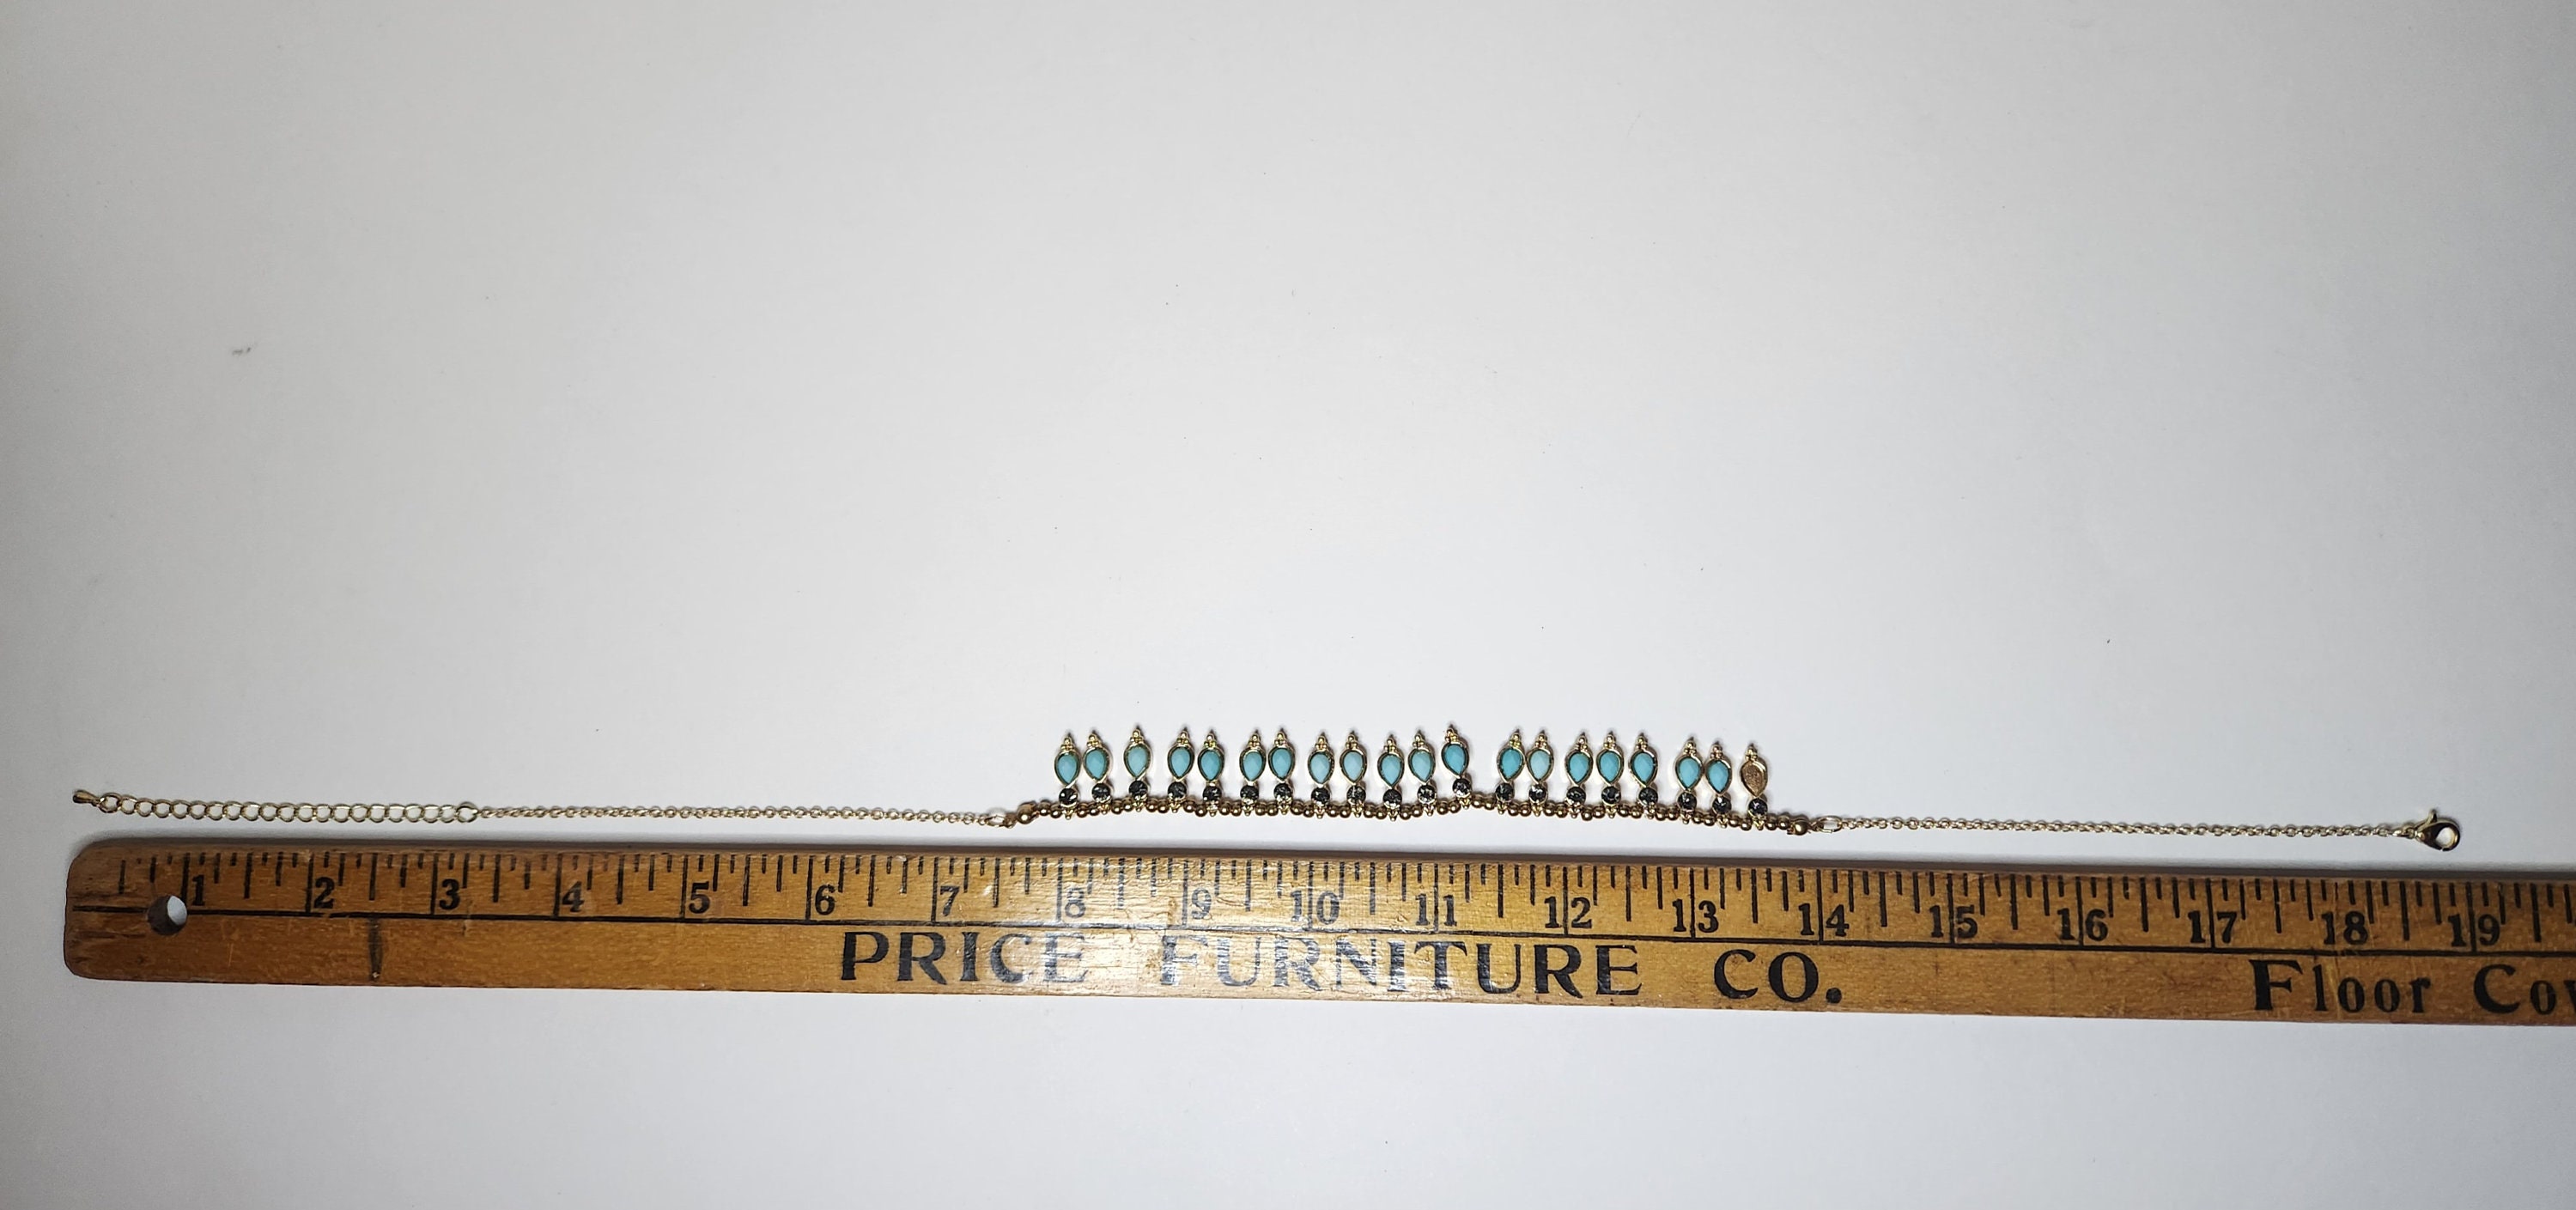 1 2 3 4 5 6 7 8 9 10 11 12 13 14 15 16 17 18 19
PRICE FURNITURE CO.
Floor Cov